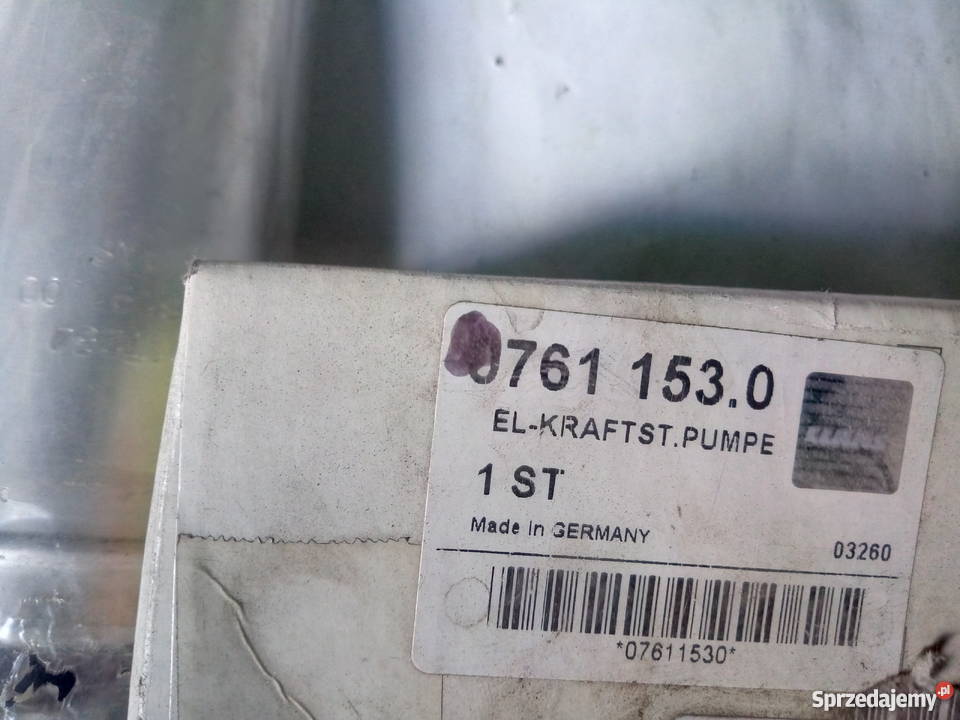 0761 153.0
EL-KRAFTST.PUMPE
1 ST
Made in GERMANY
03260
*07611530*
Sprzedajemy.pl